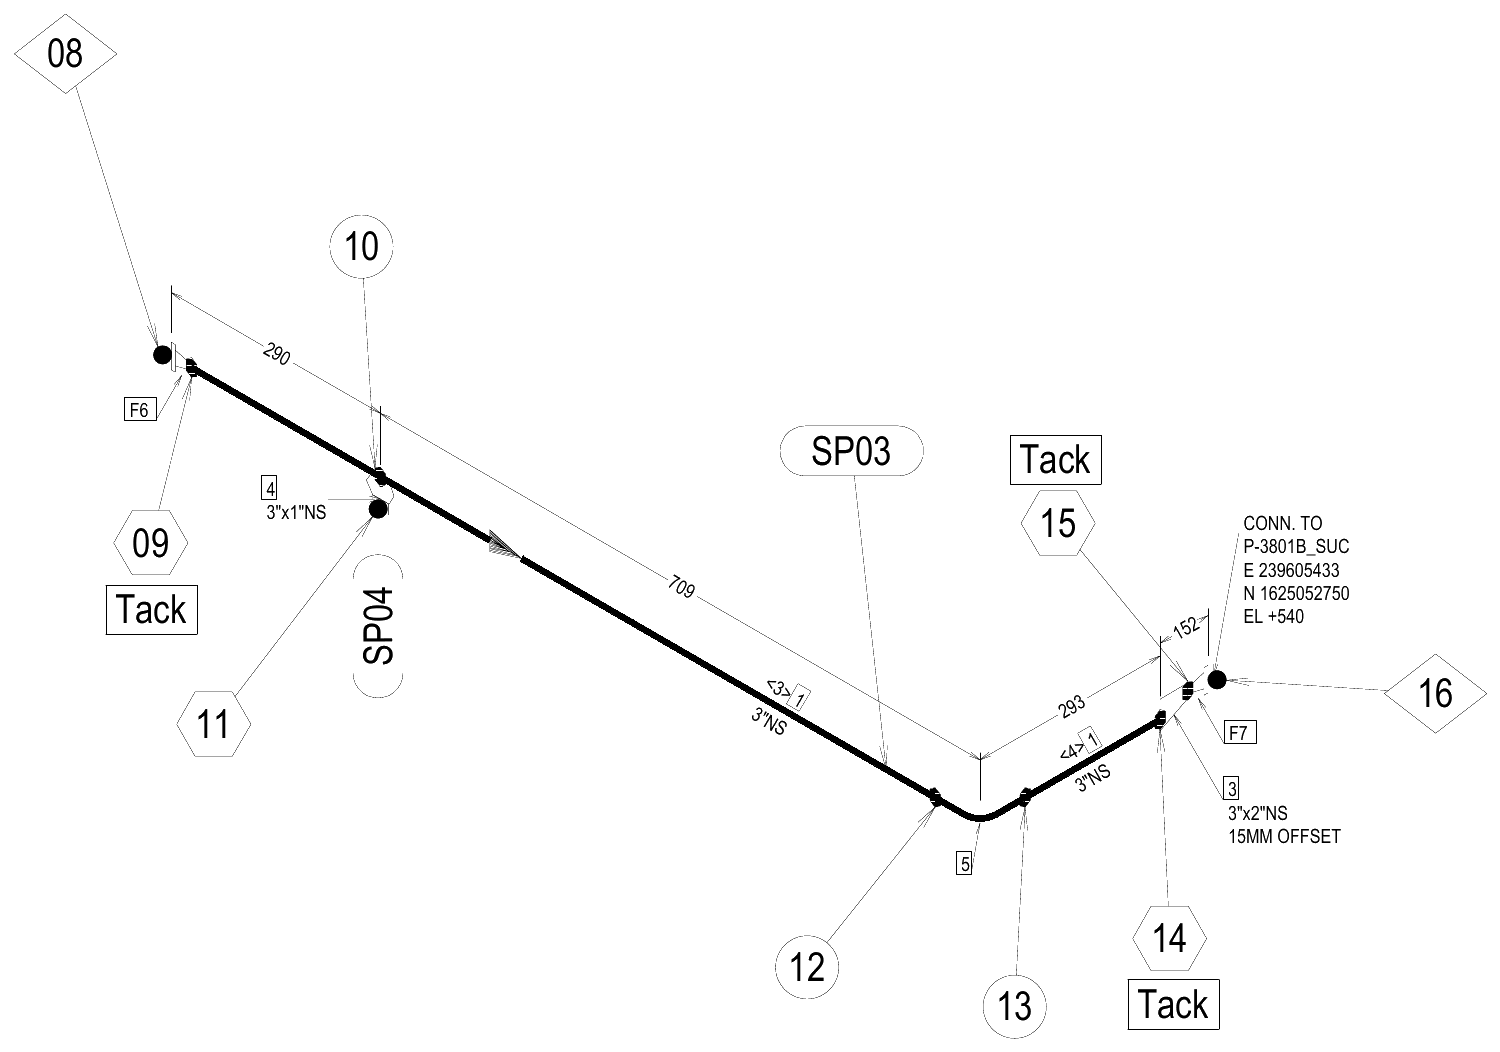 08
10
290
F6
SP03
Tack
4
3"x1"NS
15
CONN. TO
P-3801B_SUC
E 239605433
N 1625052750
EL +540
09
Tack
SP04
709
152
11
<3> 1
3"NS
293
16
<4> 1
3"NS
F7
3
3"x2"NS
15MM OFFSET
5
14
12
13
Tack